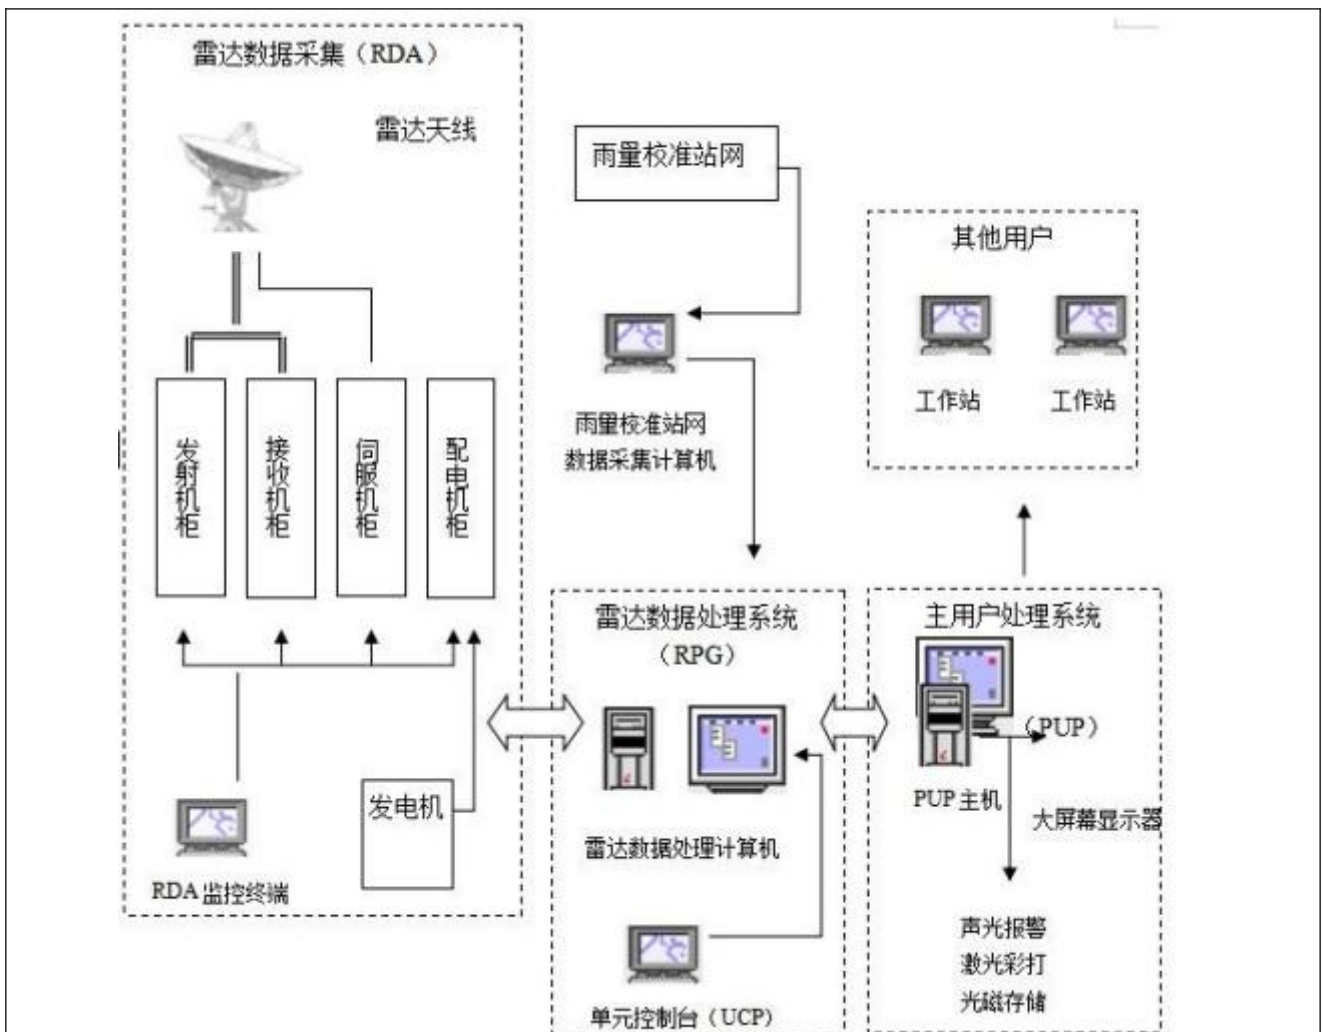 雷达数据采集（RDA）
雷达天线
发射机柜
接收机柜
伺服机柜
配电机柜
发电机
RDA 监控终端
雨量校准站网
雨量校准站网
数据采集计算机
雷达数据处理系统
（RPG）
雷达数据处理计算机
单元控制台（UCP）
其他用户
工作站
工作站
主用户处理系统
（PUP）
PUP 主机
大屏幕显示器
声光报警
激光彩打
光磁存储